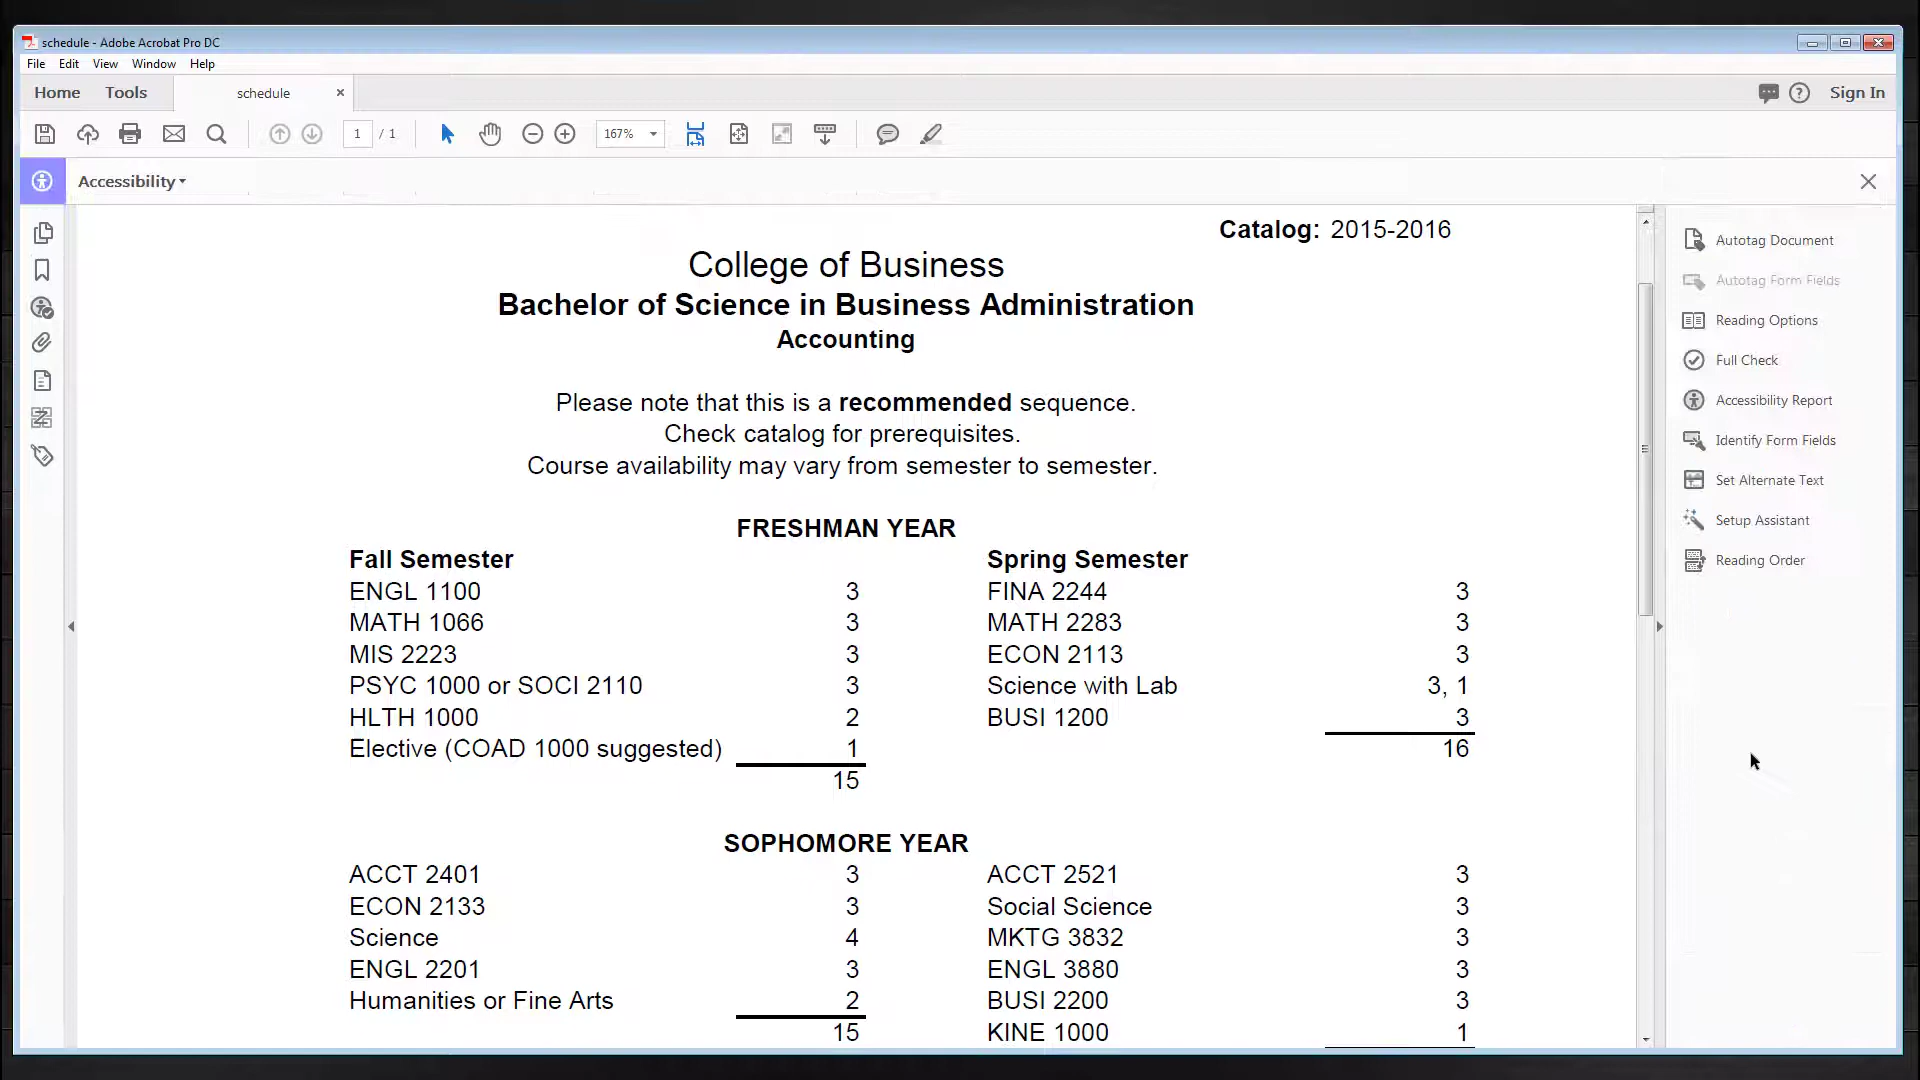 schedule - Adobe Acrobat Pro DC
File Edit View Window Help
Home Tools schedule × Sign In
1 / 1 167%
Accessibility
Catalog: 2015-2016
College of Business
Bachelor of Science in Business Administration
Accounting
Please note that this is a recommended sequence.
Check catalog for prerequisites.
Course availability may vary from semester to semester.
FRESHMAN YEAR
Fall Semester Spring Semester
ENGL 1100 3 FINA 2244 3
MATH 1066 3 MATH 2283 3
MIS 2223 3 ECON 2113 3
PSYC 1000 or SOCI 2110 3 Science with Lab 3, 1
HLTH 1000 2 BUSI 1200 3
Elective (COAD 1000 suggested) 1 16
15
SOPHOMORE YEAR
ACCT 2401 3 ACCT 2521 3
ECON 2133 3 Social Science 3
Science 4 MKTG 3832 3
ENGL 2201 3 ENGL 3880 3
Humanities or Fine Arts 2 BUSI 2200 3
15 KINE 1000 1
Autotag Document
Autotag Form Fields
Reading Options
Full Check
Accessibility Report
Identify Form Fields
Set Alternate Text
Setup Assistant
Reading Order